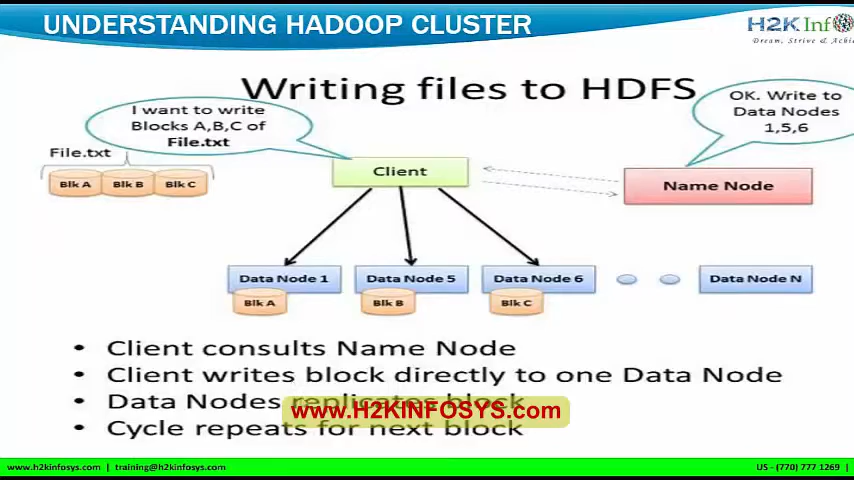 UNDERSTANDING HADOOP CLUSTER
H2K Inf
Dream, Strive & Achi
Writing files to HDFS
I want to write
Blocks A,B,C of
File.txt
OK. Write to
Data Nodes
1,5,6
File.txt
Blk A
Blk B
Blk C
Client
Name Node
Data Node 1
Data Node 5
Data Node 6
Data Node N
Blk A
Blk B
Blk C
• Client consults Name Node
• Client writes block directly to one Data Node
• Data Nodes replicates block
www.H2KINFOSYS.com
• Cycle repeats for next block
www.h2kinfosys.com | training@h2kinfosys.com
US - (770) 777 1269 |